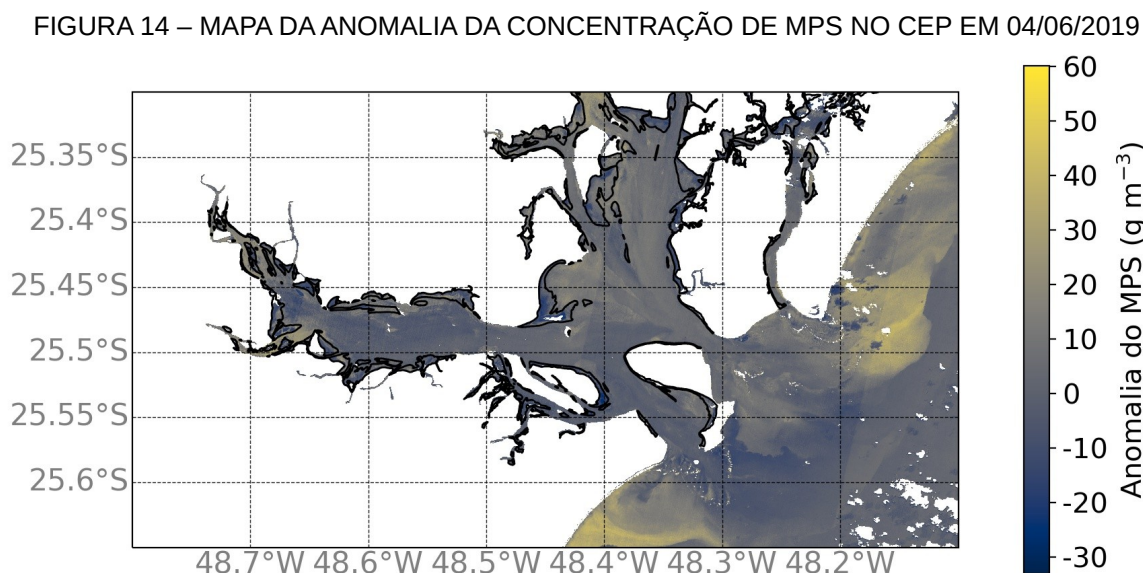 FIGURA 14 – MAPA DA ANOMALIA DA CONCENTRAÇÃO DE MPS NO CEP EM 04/06/2019
25.35°S
25.4°S
25.45°S
25.5°S
25.55°S
25.6°S
48.7°W 48.6°W 48.5°W 48.4°W 48.3°W 48.2°W
60
50
40
30
20
10
0
-10
-20
-30
Anomalia do MPS (g m⁻³)